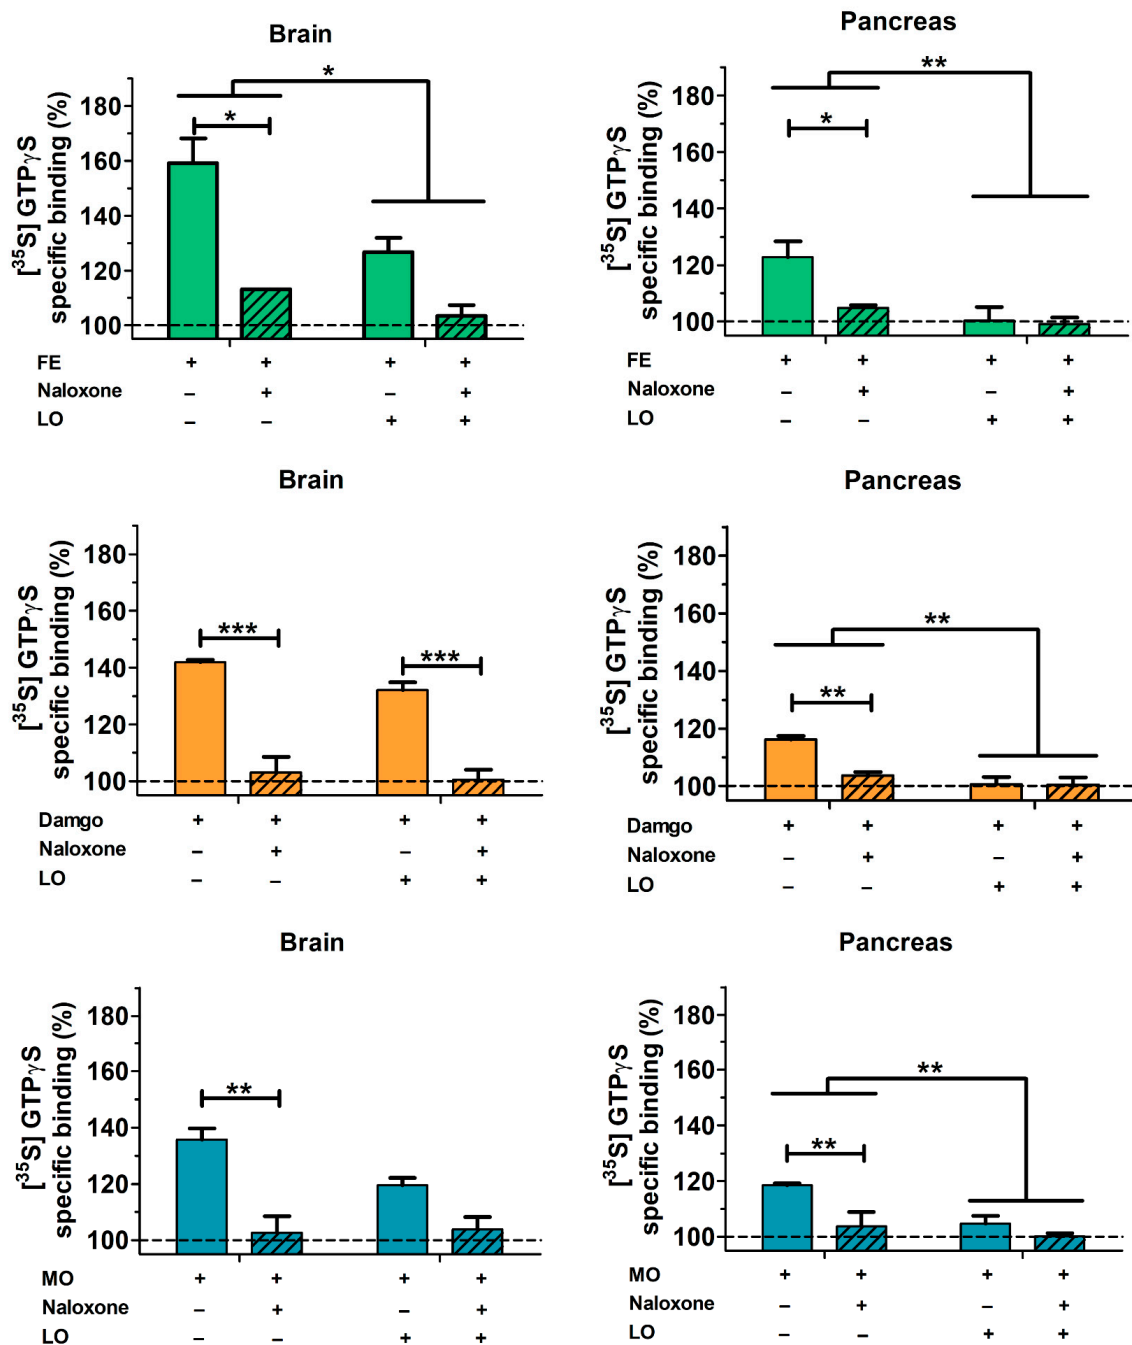 Brain
[³⁵S] GTPγS
specific binding (%)
180
160
140
120
100
*
*
FE + + + +
Naloxone – + – +
LO – – + +
Pancreas
[³⁵S] GTPγS
specific binding (%)
180
160
140
120
100
**
*
FE + + + +
Naloxone – + – +
LO – – + +
Brain
[³⁵S] GTPγS
specific binding (%)
180
160
140
120
100
***
***
Damgo + + + +
Naloxone – + – +
LO – – + +
Pancreas
[³⁵S] GTPγS
specific binding (%)
180
160
140
120
100
**
**
Damgo + + + +
Naloxone – + – +
LO – – + +
Brain
[³⁵S] GTPγS
specific binding (%)
180
160
140
120
100
**
MO + + + +
Naloxone – + – +
LO – – + +
Pancreas
[³⁵S] GTPγS
specific binding (%)
180
160
140
120
100
**
**
MO + + + +
Naloxone – + – +
LO – – + +